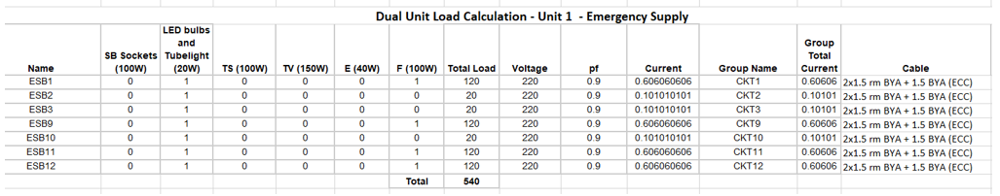 Dual Unit Load Calculation - Unit 1 - Emergency Supply
Name SB Sockets (100W) LED bulbs and Tubelight (20W) TS (100W) TV (150W) E (40W) F (100W) Total Load Voltage pf Current Group Name Group Total Current Cable
ESB1 0 1 0 0 0 1 120 220 0.9 0.606060606 CKT1 0.60606 2x1.5 rm BYA + 1.5 BYA (ECC)
ESB2 0 1 0 0 0 0 20 220 0.9 0.101010101 CKT2 0.10101 2x1.5 rm BYA + 1.5 BYA (ECC)
ESB3 0 1 0 0 0 0 20 220 0.9 0.101010101 CKT3 0.10101 2x1.5 rm BYA + 1.5 BYA (ECC)
ESB9 0 1 0 0 0 1 120 220 0.9 0.606060606 CKT9 0.60606 2x1.5 rm BYA + 1.5 BYA (ECC)
ESB10 0 1 0 0 0 0 20 220 0.9 0.101010101 CKT10 0.10101 2x1.5 rm BYA + 1.5 BYA (ECC)
ESB11 0 1 0 0 0 1 120 220 0.9 0.606060606 CKT11 0.60606 2x1.5 rm BYA + 1.5 BYA (ECC)
ESB12 0 1 0 0 0 1 120 220 0.9 0.606060606 CKT12 0.60606 2x1.5 rm BYA + 1.5 BYA (ECC)
Total 540